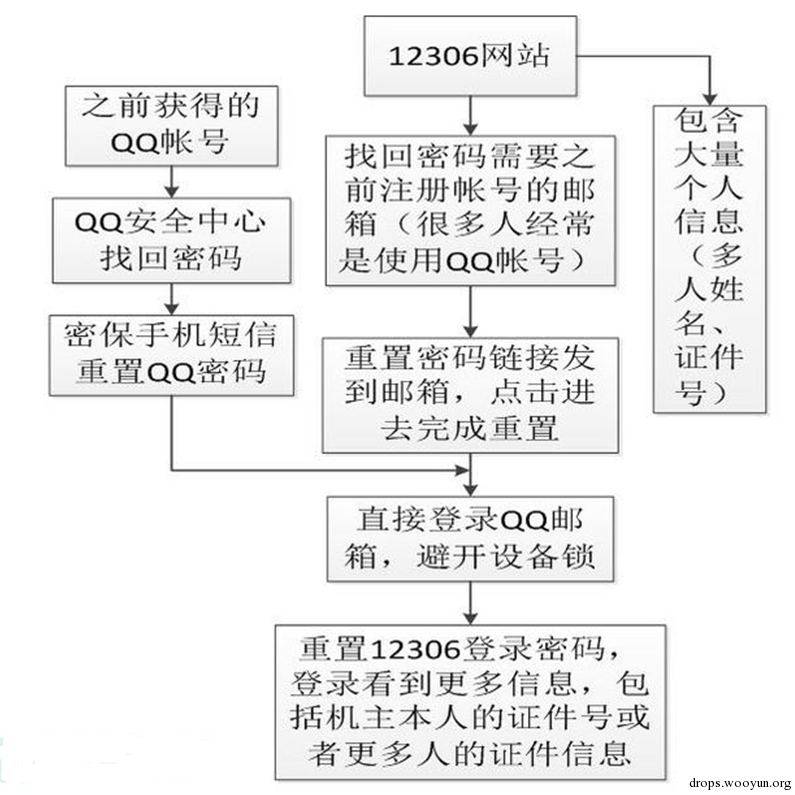 12306网站
之前获得的
QQ帐号
包含
大量
个人
信息
（多
人姓
名、
证件
号）
找回密码需要之
前注册帐号的邮
箱（很多人经常
是使用QQ帐号）
QQ安全中心
找回密码
密保手机短信
重置QQ密码
重置密码链接发
到邮箱，点击进
去完成重置
直接登录QQ邮
箱，避开设备锁
重置12306登录密码，
登录看到更多信息，包
括机主本人的证件号或
者更多人的证件信息
drops.wooyun.org